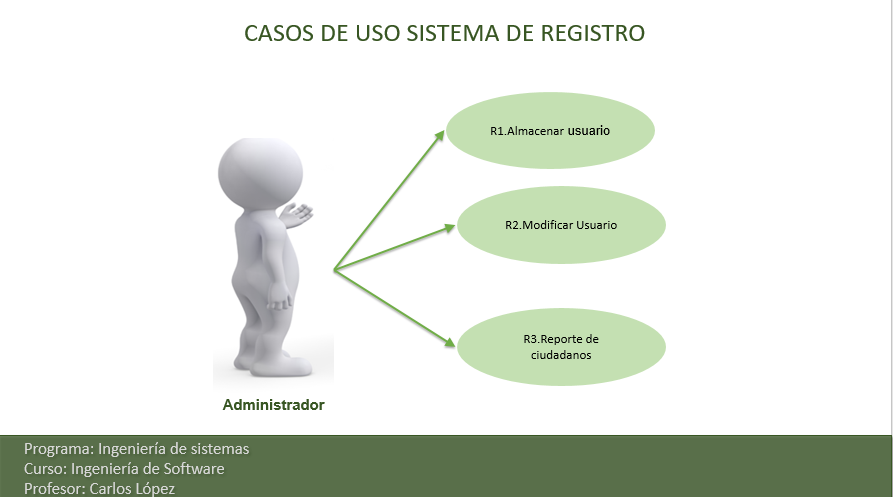 CASOS DE USO SISTEMA DE REGISTRO
R1.Almacenar usuario
R2.Modificar Usuario
R3.Reporte de
ciudadanos
Administrador
Programa: Ingeniería de sistemas
Curso: Ingeniería de Software
Profesor: Carlos López